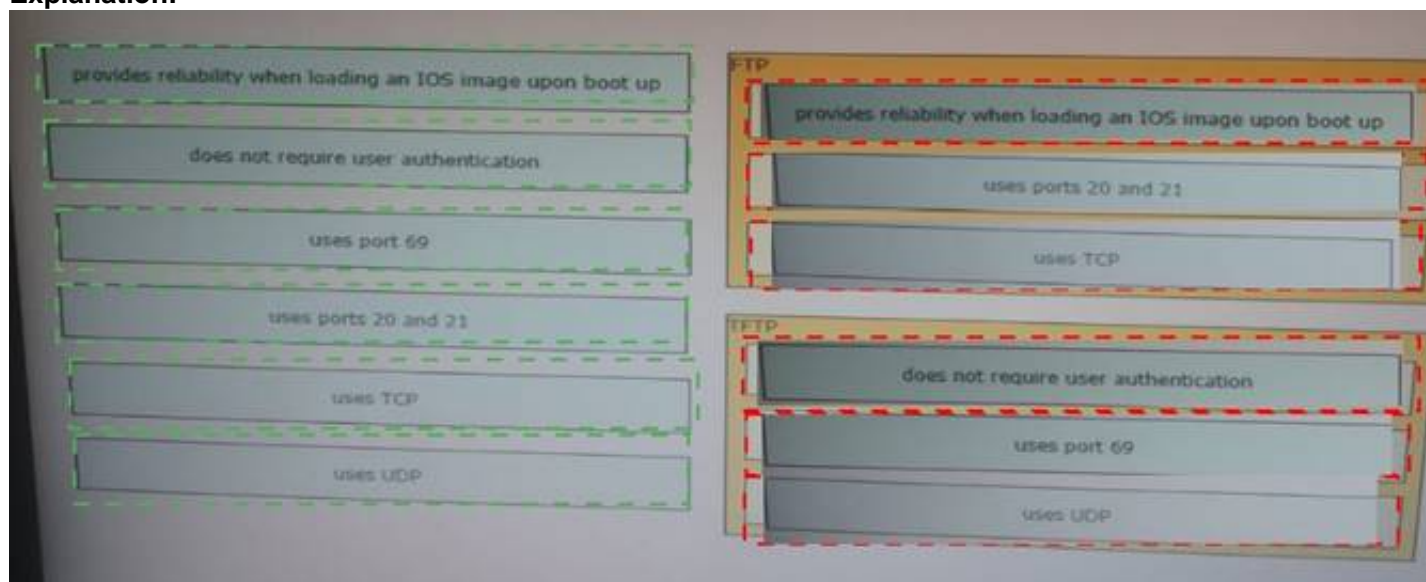 Explanation:
provides reliability when loading an IOS image upon boot up
does not require user authentication
uses port 69
uses ports 20 and 21
uses TCP
uses UDP
FTP
provides reliability when loading an IOS image upon boot up
uses ports 20 and 21
uses TCP
TFTP
does not require user authentication
uses port 69
uses UDP